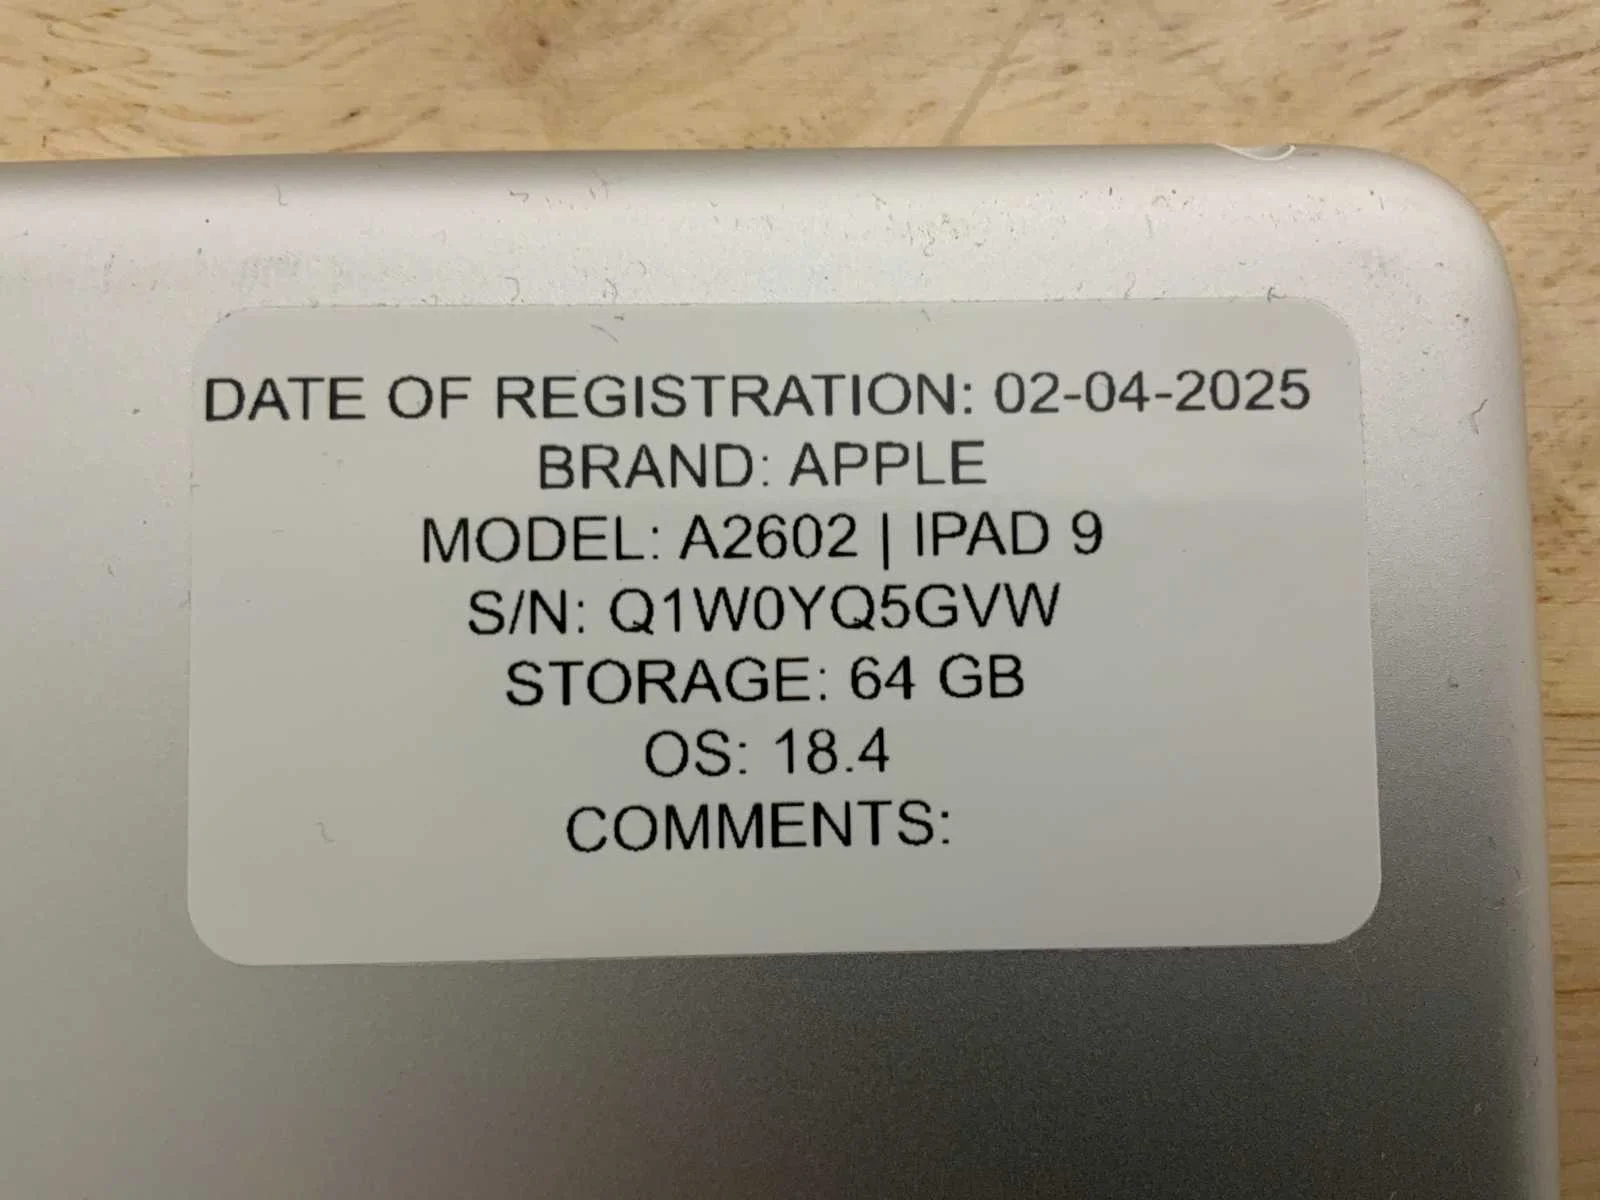 DATE OF REGISTRATION: 02-04-2025
BRAND: APPLE
MODEL: A2602 | IPAD 9
S/N: Q1W0YQ5GVW
STORAGE: 64 GB
OS: 18.4
COMMENTS: